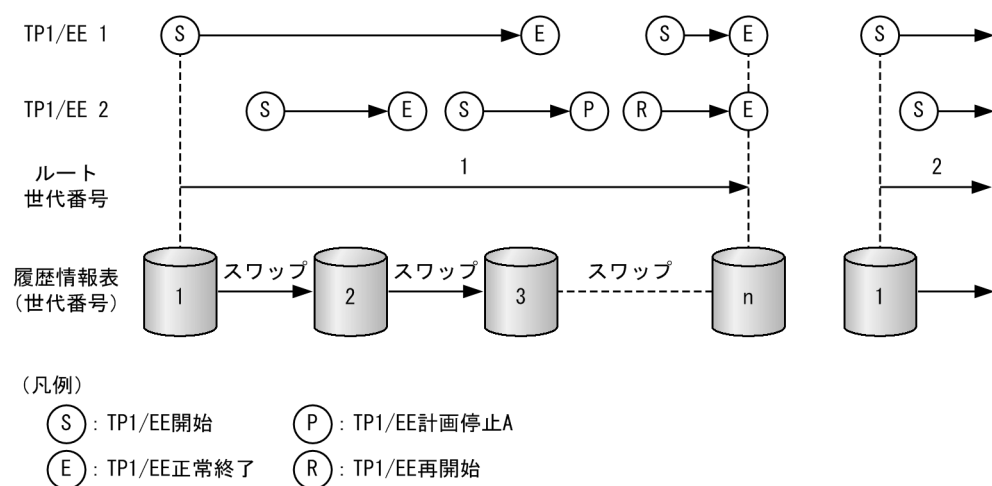 TP1/EE 1 S E S E S
TP1/EE 2 S E S P R E S
ルート
世代番号 1 2
履歴情報表
（世代番号） 1 スワップ 2 スワップ 3 スワップ n 1
（凡例）
S : TP1/EE開始 P : TP1/EE計画停止A
E : TP1/EE正常終了 R : TP1/EE再開始